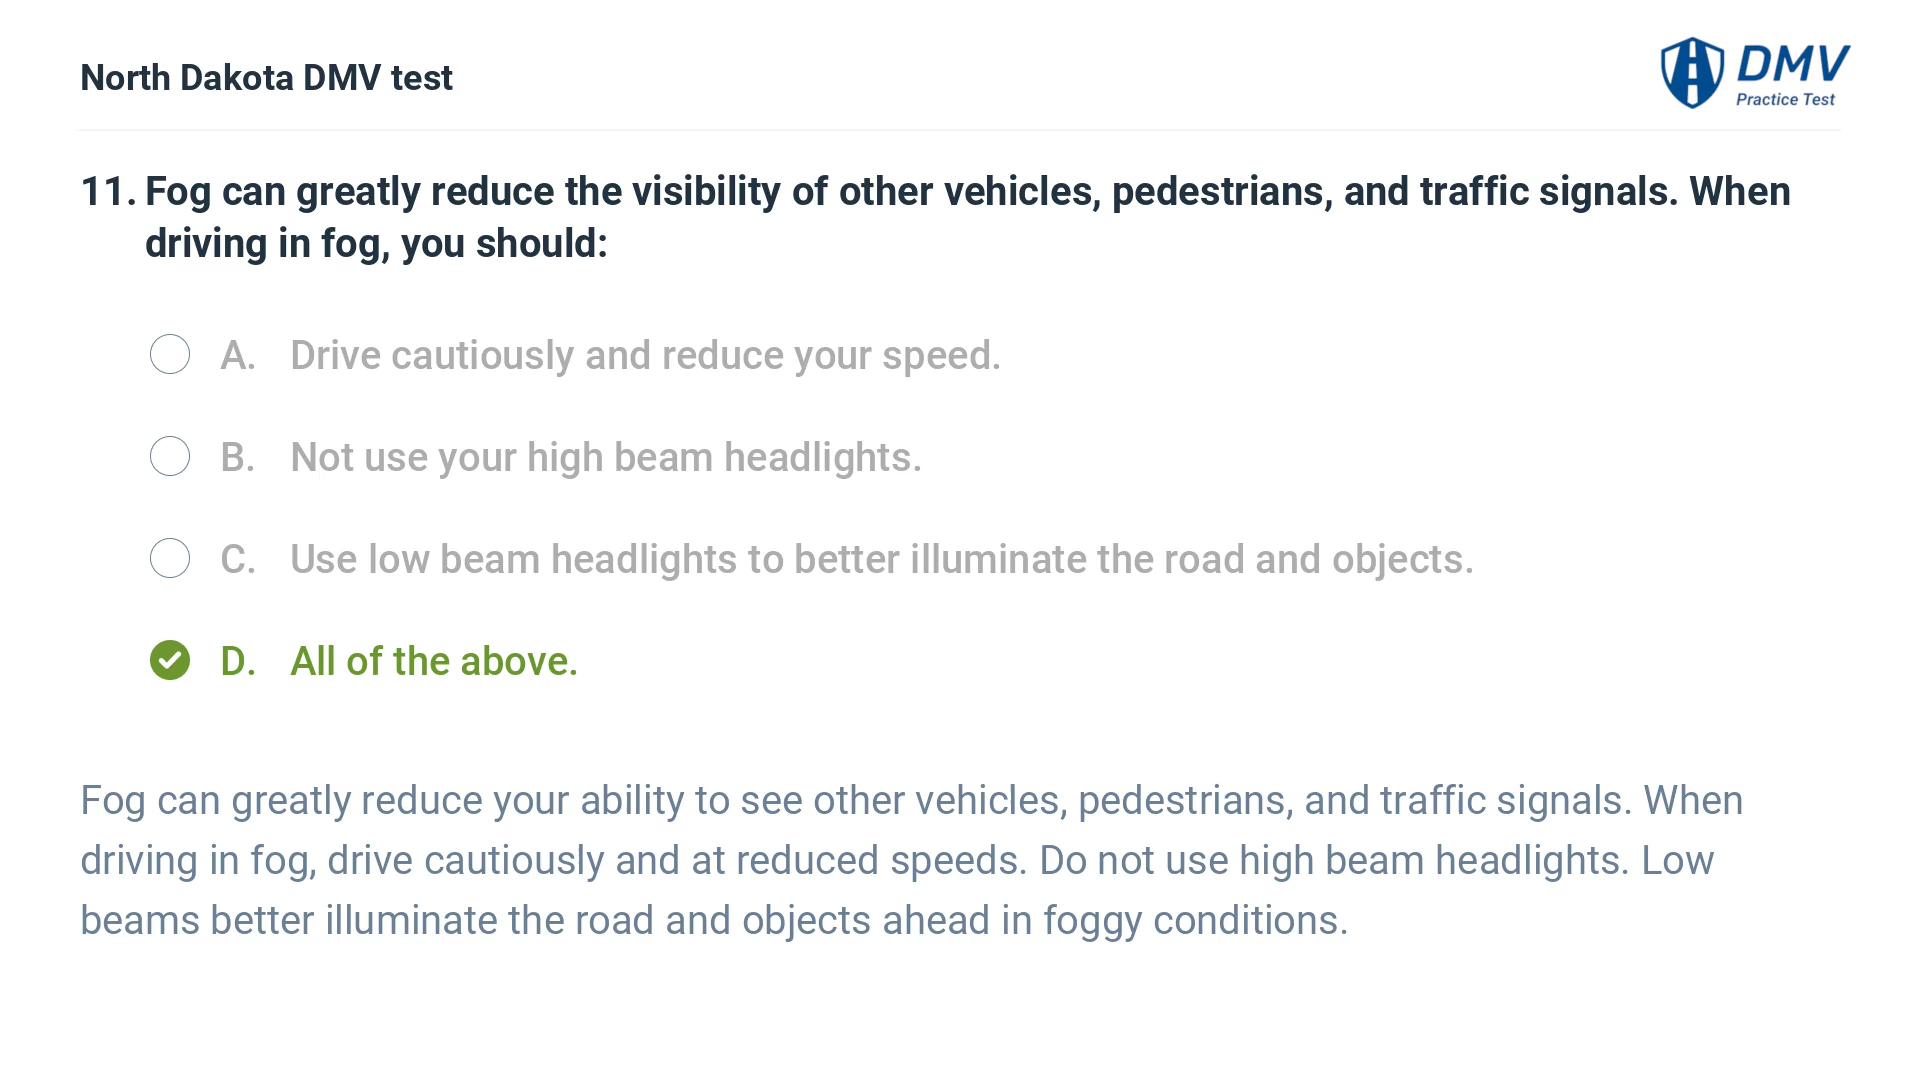 North Dakota DMV test
DMV
Practice Test
11. Fog can greatly reduce the visibility of other vehicles, pedestrians, and traffic signals. When
driving in fog, you should:
A. Drive cautiously and reduce your speed.
B. Not use your high beam headlights.
C. Use low beam headlights to better illuminate the road and objects.
D. All of the above.
Fog can greatly reduce your ability to see other vehicles, pedestrians, and traffic signals. When
driving in fog, drive cautiously and at reduced speeds. Do not use high beam headlights. Low
beams better illuminate the road and objects ahead in foggy conditions.